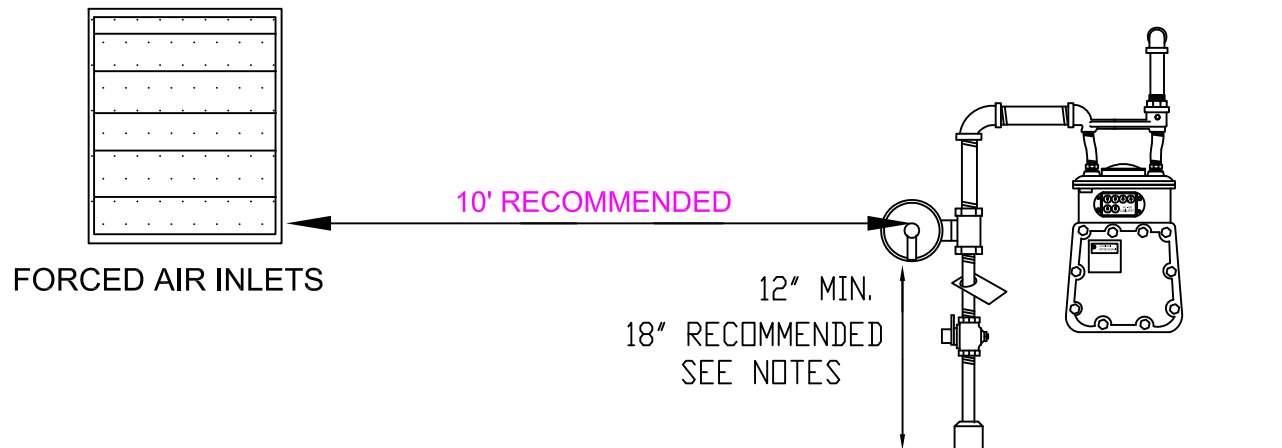 10' RECOMMENDED
FORCED AIR INLETS
12" MIN.
18" RECOMMENDED
SEE NOTES